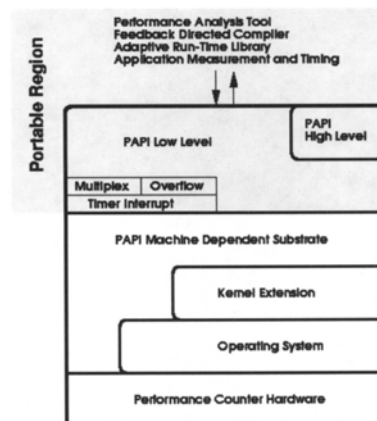 Performance Analysis Tool
Feedback Directed Compiler
Adaptive Run-Time Library
Application Measurement and Timing
Portable Region
PAPI Low Level
PAPI
High Level
Multiplex
Overflow
Timer Interrupt
PAPI Machine Dependent Substrate
Kernel Extension
Operating System
Performance Counter Hardware